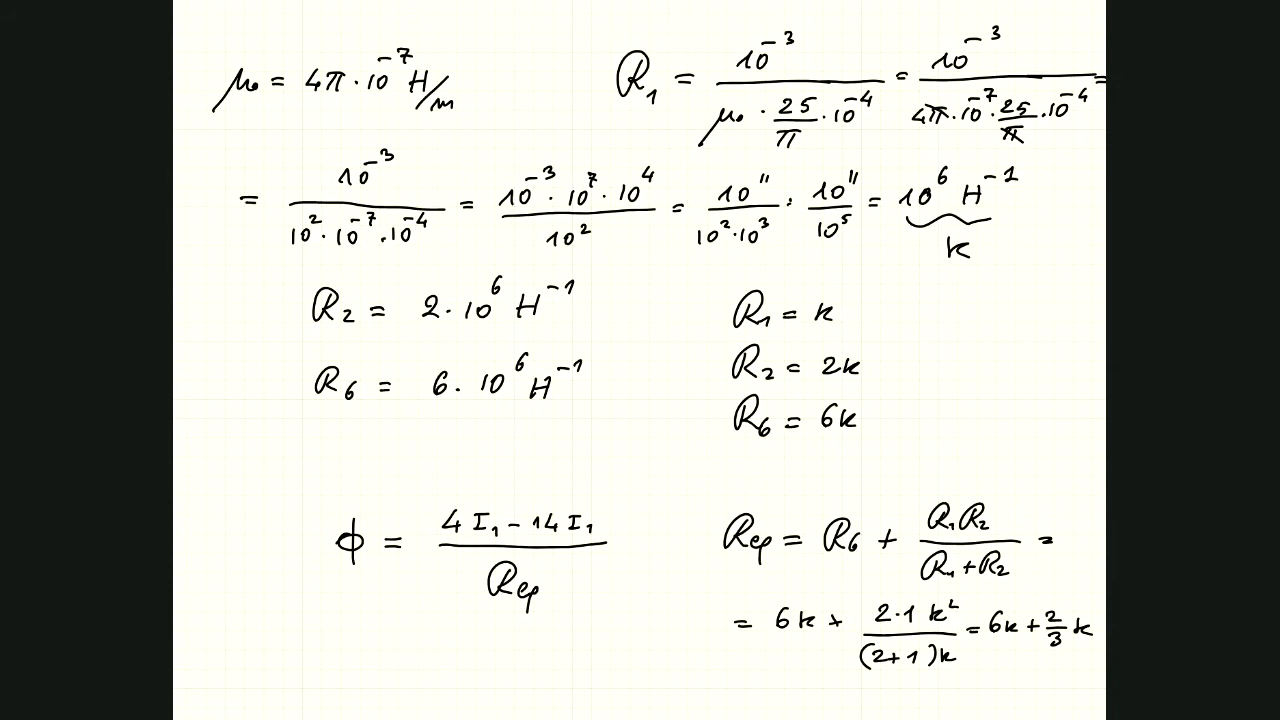 μ₀ = 4π · 10⁻⁷ H/m
R₁ = 10⁻³ / (μ₀ · 25/π · 10⁻⁴) = 10⁻³ / (4π · 10⁻⁷ · 25/π · 10⁻⁴) =
= 10⁻³ / (10² · 10⁻⁷ · 10⁻⁴) = (10⁻³ · 10⁷ · 10⁴) / 10² = 10¹¹ / (10² · 10³) : 10¹¹ / 10⁵ = 10⁶ H⁻¹
k
R₂ = 2 · 10⁶ H⁻¹
R₆ = 6 · 10⁶ H⁻¹
R₁ = k
R₂ = 2k
R₆ = 6k
ϕ = (4 I₁ - 14 I₁) / Req
Req = R₆ + R₁R₂ / (R₁ + R₂) =
= 6k + (2 · 1 k²) / ((2+1)k) = 6k + 2/3 k